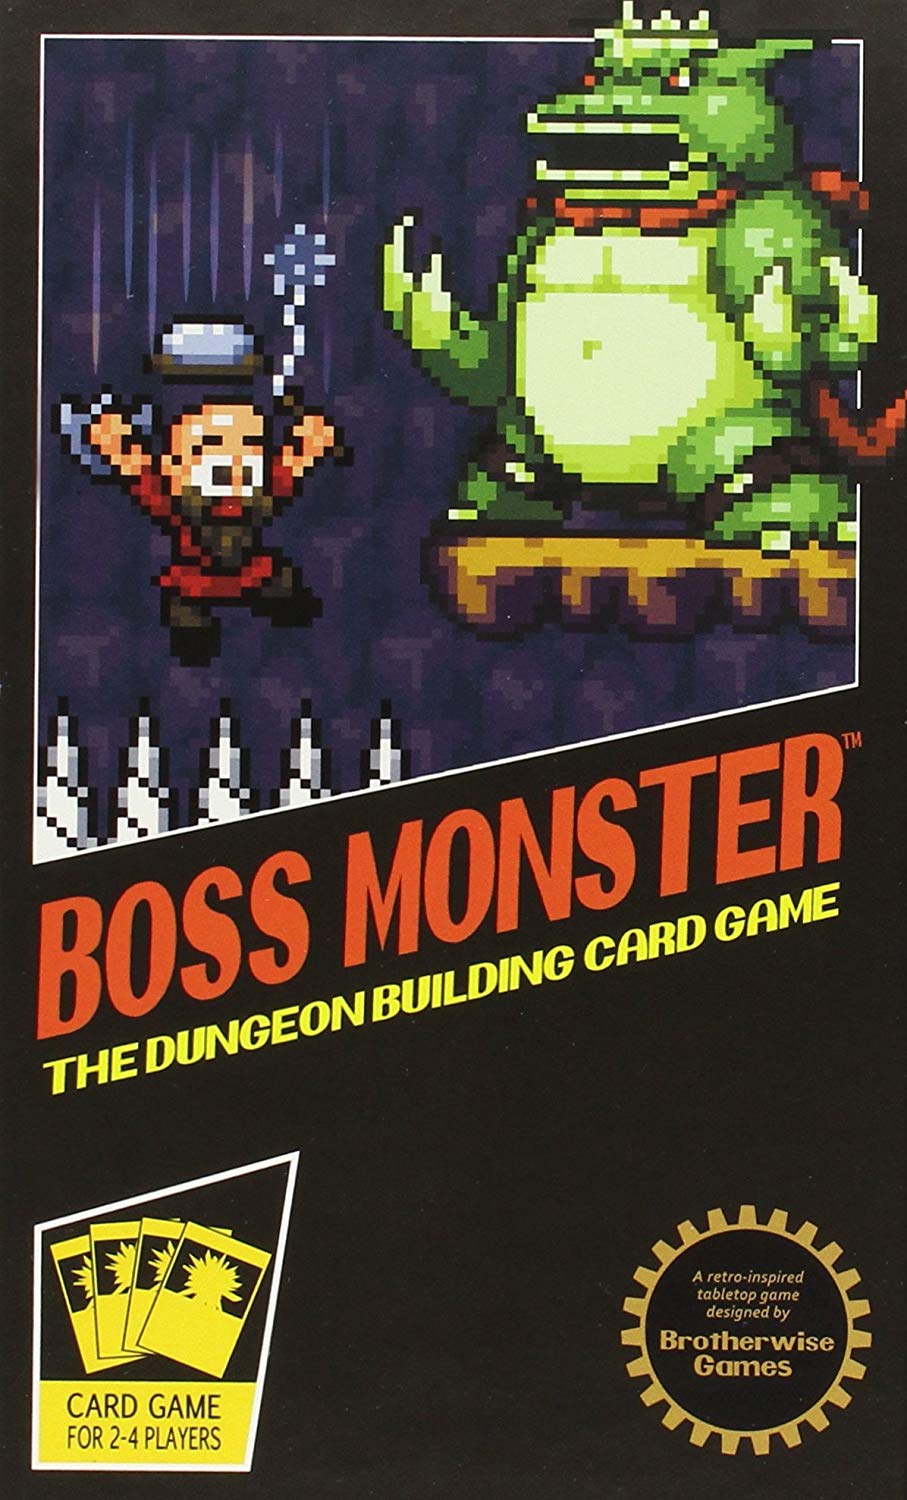 BOSS MONSTER™
THE DUNGEON BUILDING CARD GAME
CARD GAME
FOR 2-4 PLAYERS
A retro-inspired
tabletop game
designed by
Brotherwise
Games